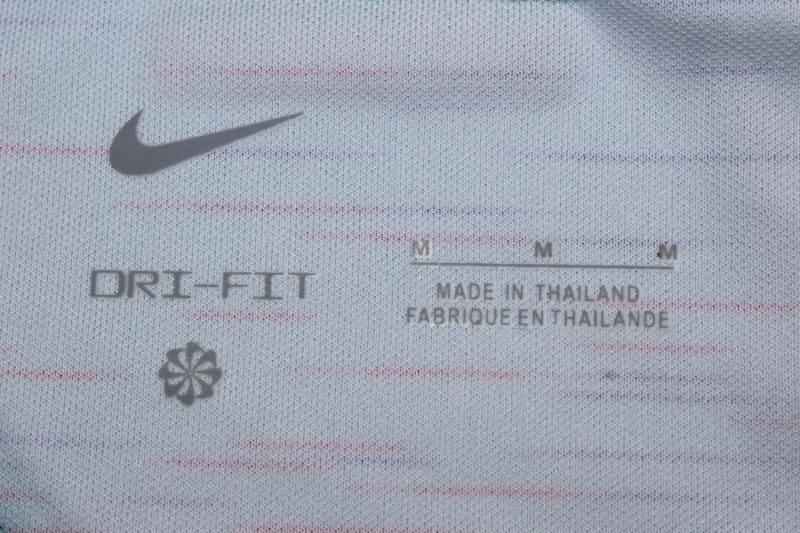 DRI-FIT
M M M
MADE IN THAILAND
FABRIQUE EN THAILANDE